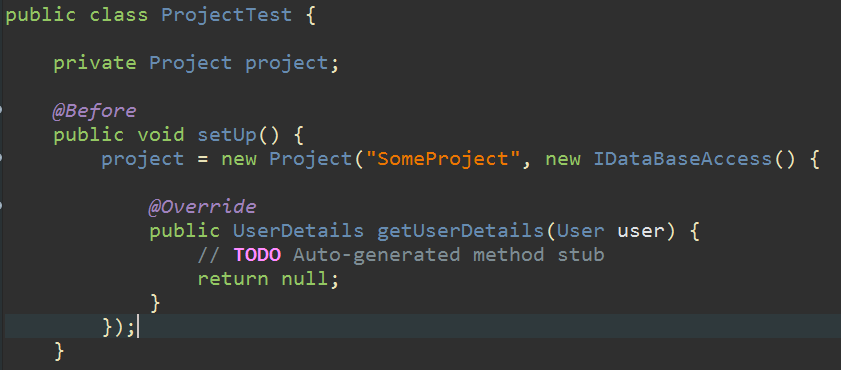 public class ProjectTest {
private Project project;
@Before
public void setUp() {
project = new Project("SomeProject", new IDataBaseAccess() {
@Override
public UserDetails getUserDetails(User user) {
// TODO Auto-generated method stub
return null;
}
});
}